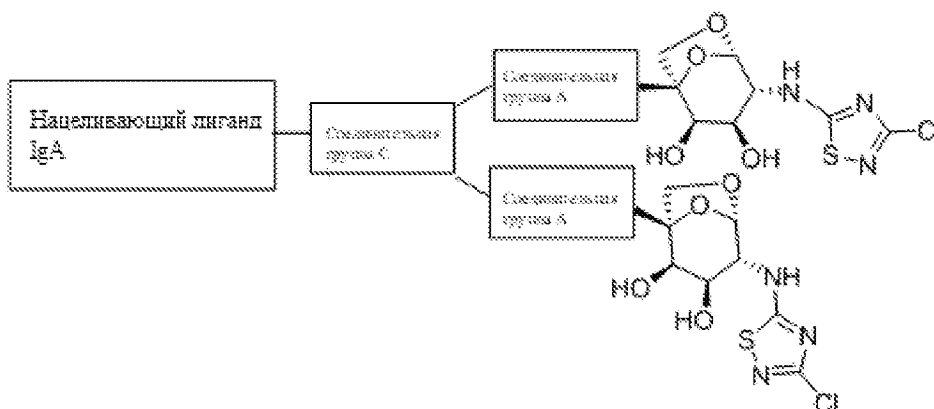 Нацеливающий лиганд
IgA
Соединительная
группа C
Соединительная
группа A
O
O
H
N
N
Cl
S
N
HO
OH
Соединительная
группа A
O
O
HO
HO
NH
S
N
N
Cl